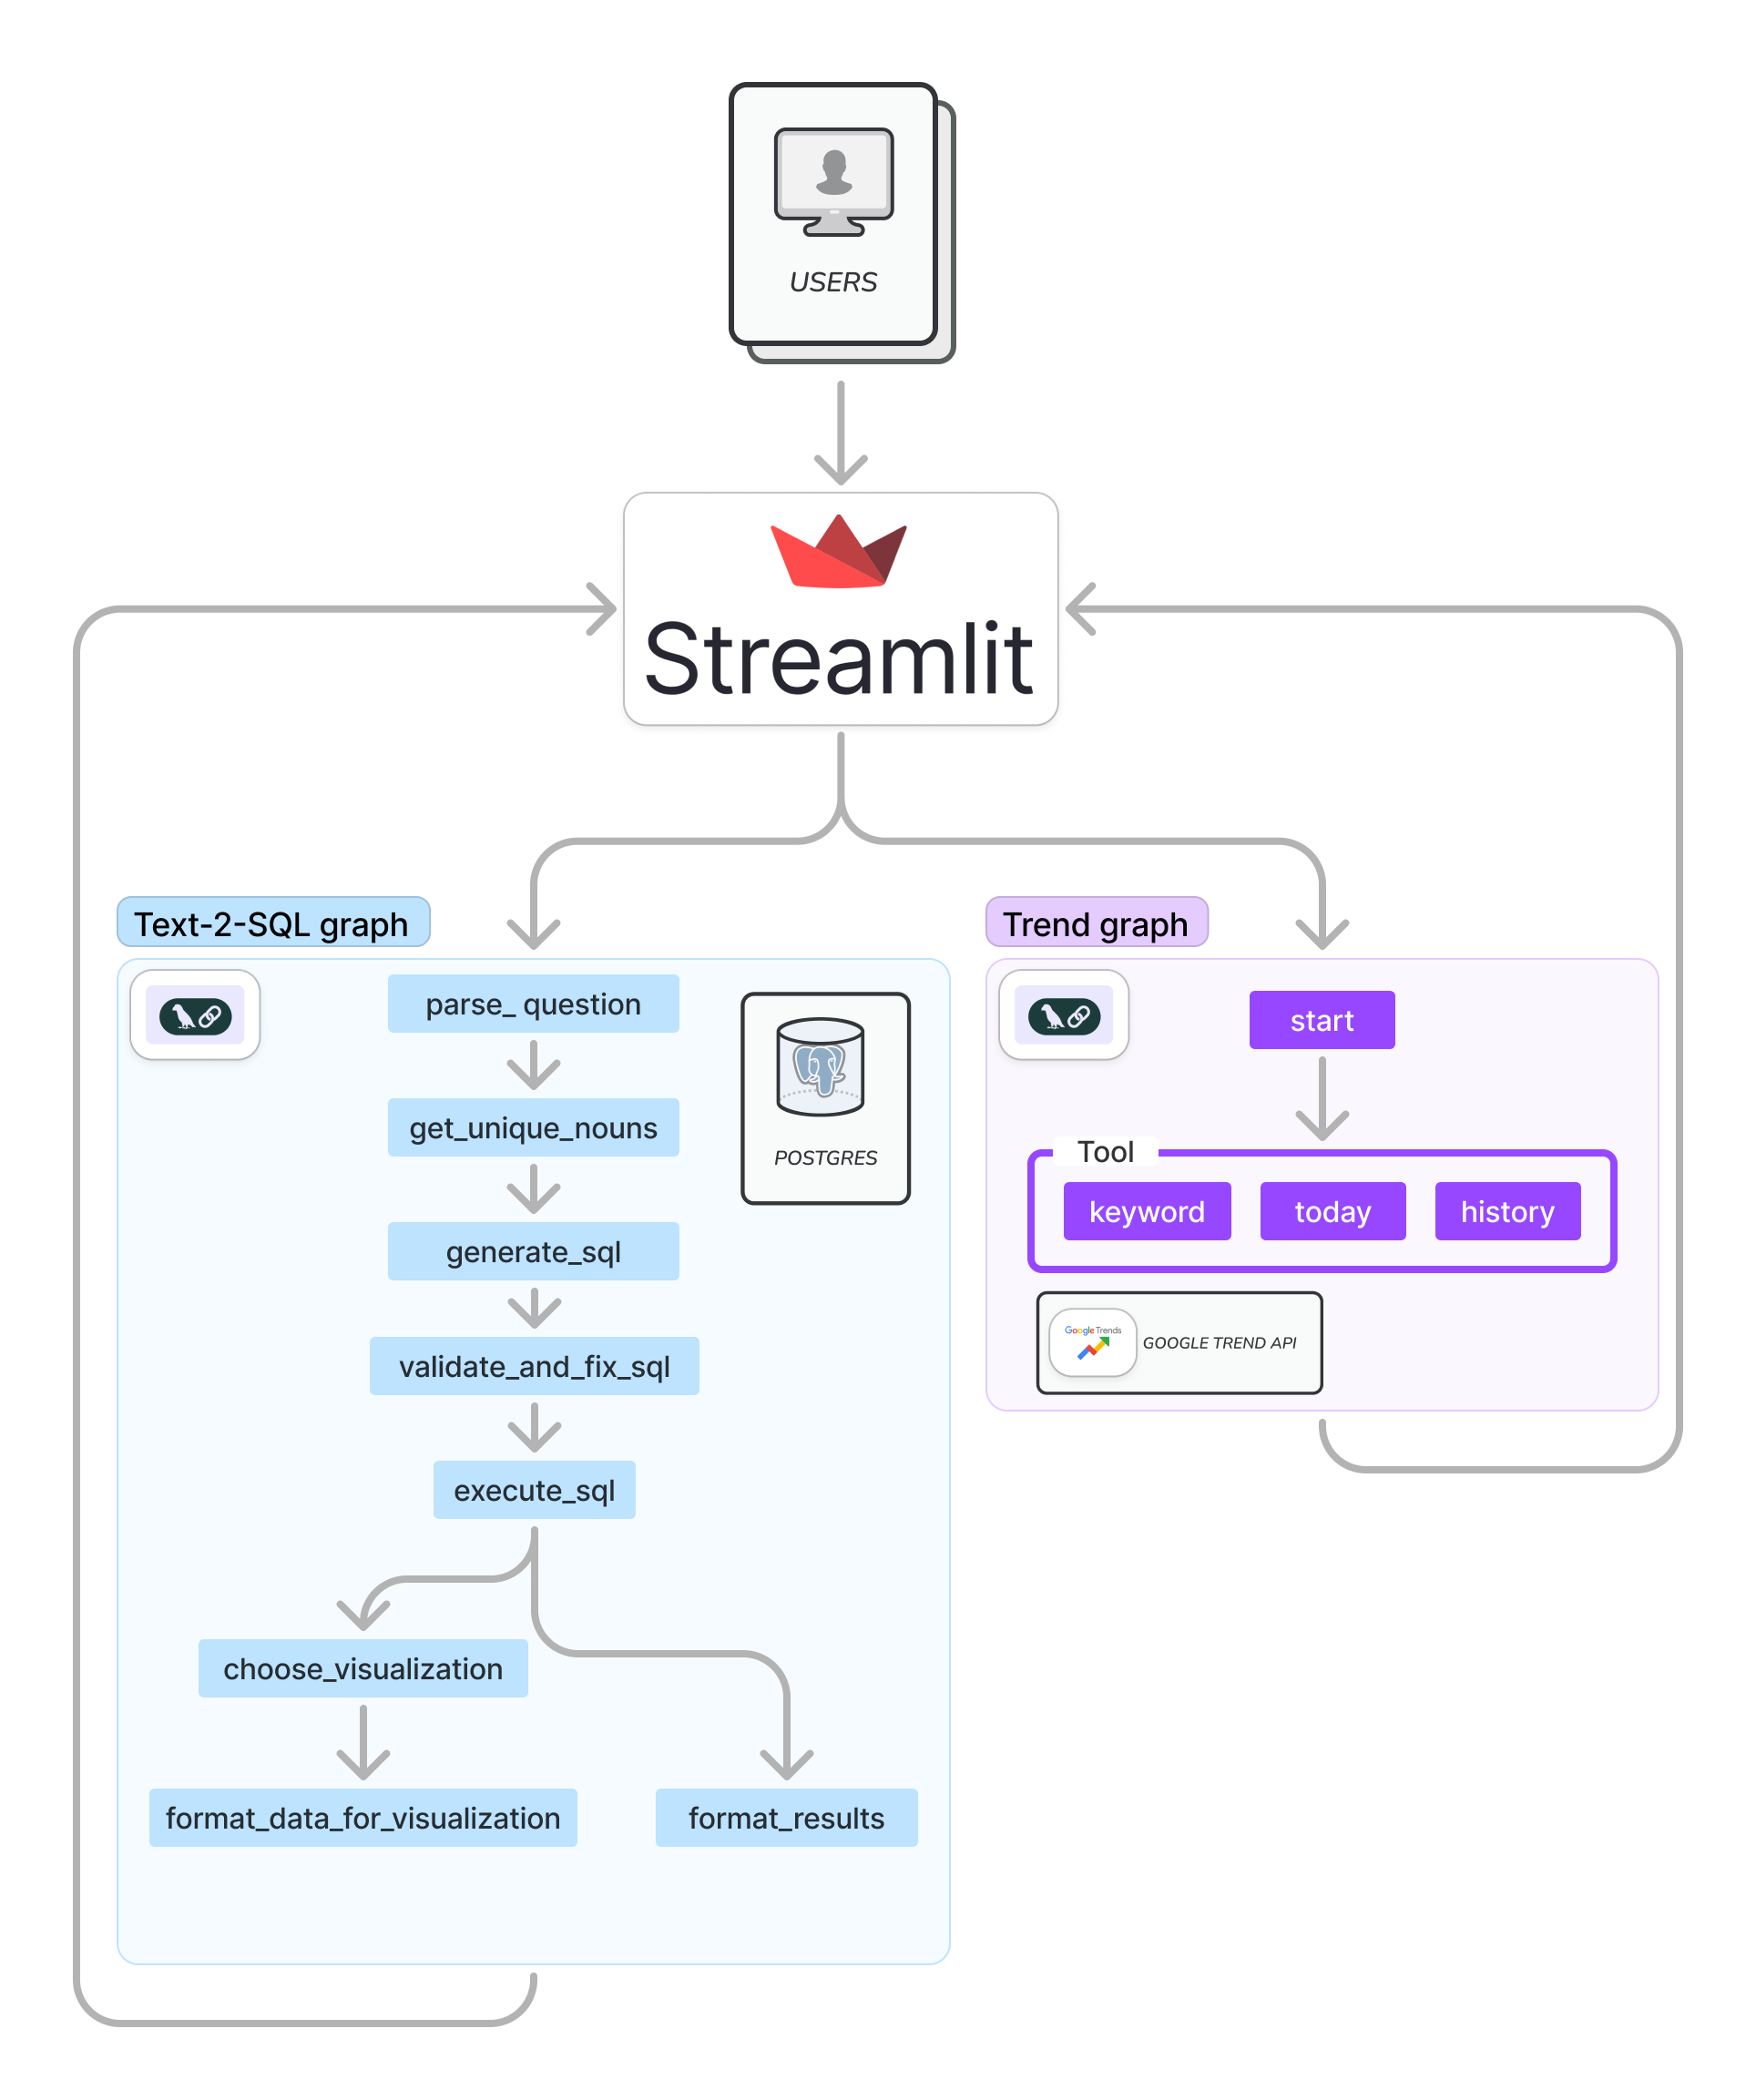 USERS
Streamlit
Text-2-SQL graph
parse_ question
get_unique_nouns
generate_sql
validate_and_fix_sql
execute_sql
choose_visualization
format_data_for_visualization
format_results
POSTGRES
Trend graph
start
Tool
keyword
today
history
Google Trends
GOOGLE TREND API